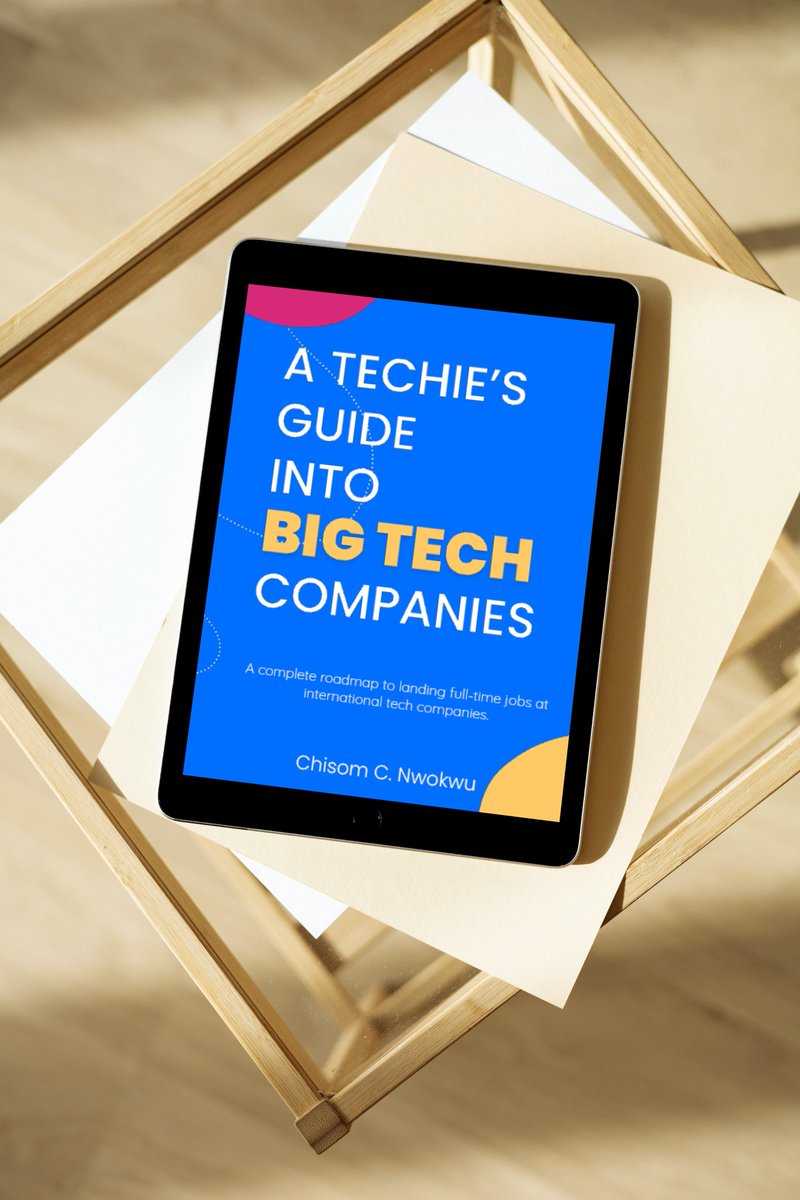 A TECHIE’S
GUIDE
INTO
BIG TECH
COMPANIES
A complete roadmap to landing full-time jobs at
international tech companies.
Chisom C. Nwokwu